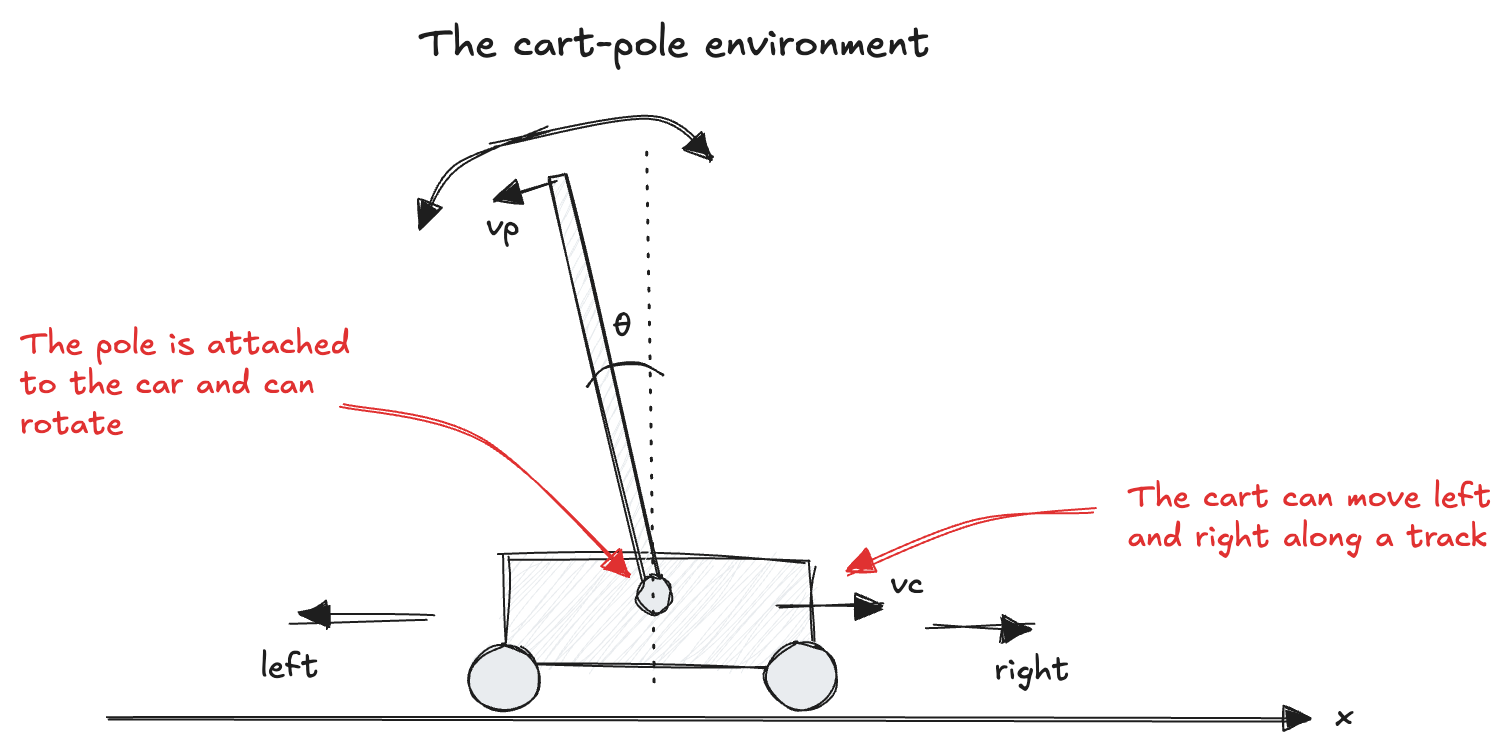 The cart-pole environment
vp
θ
The pole is attached
to the car and can
rotate
The cart can move left
and right along a track
vc
left
right
x